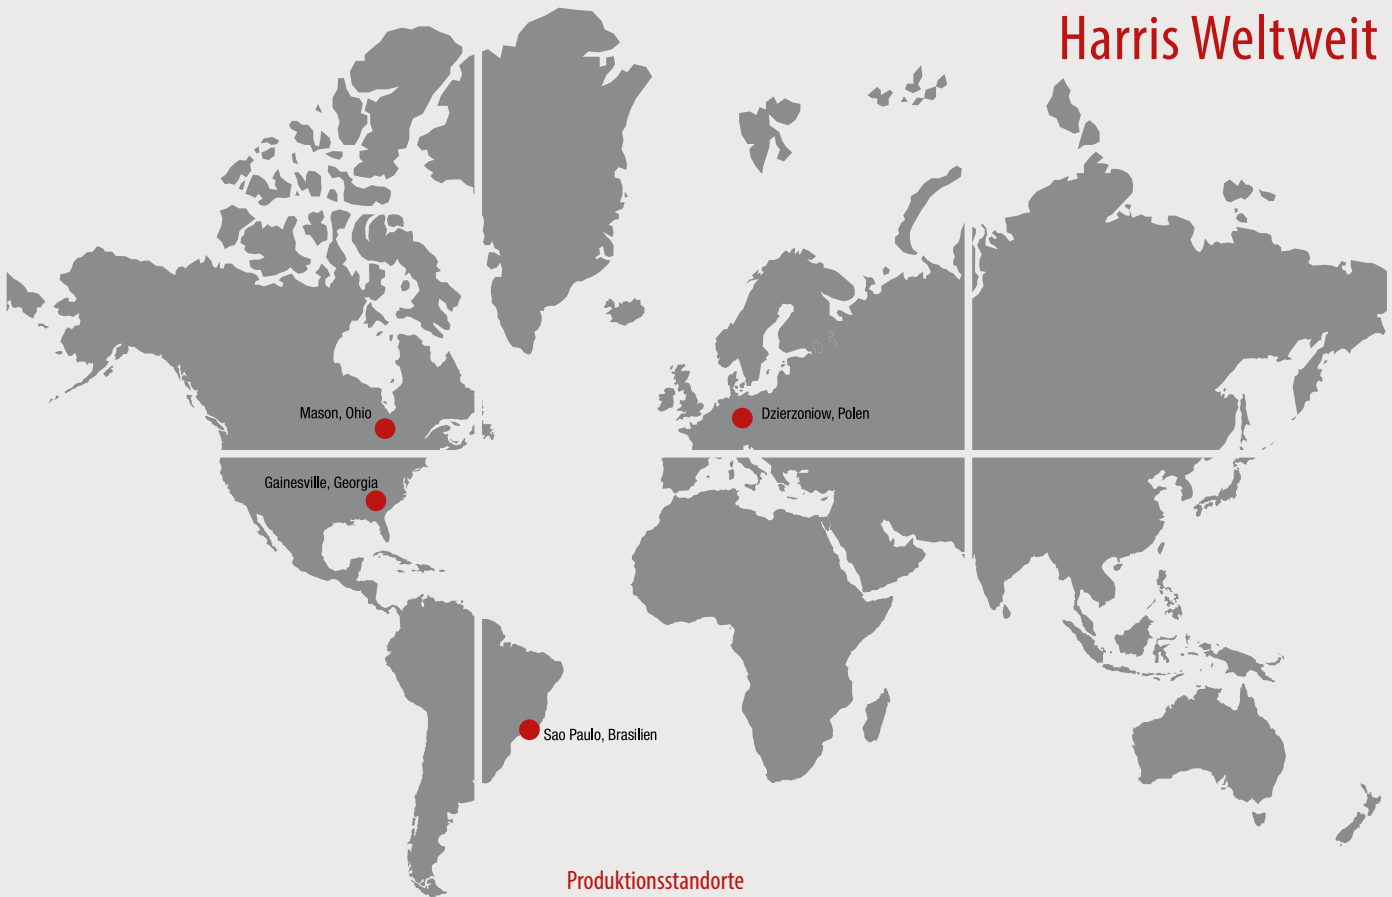 Harris Weltweit
Mason, Ohio
Dzierzoniow, Polen
Gainesville, Georgia
Sao Paulo, Brasilien
Produktionsstandorte